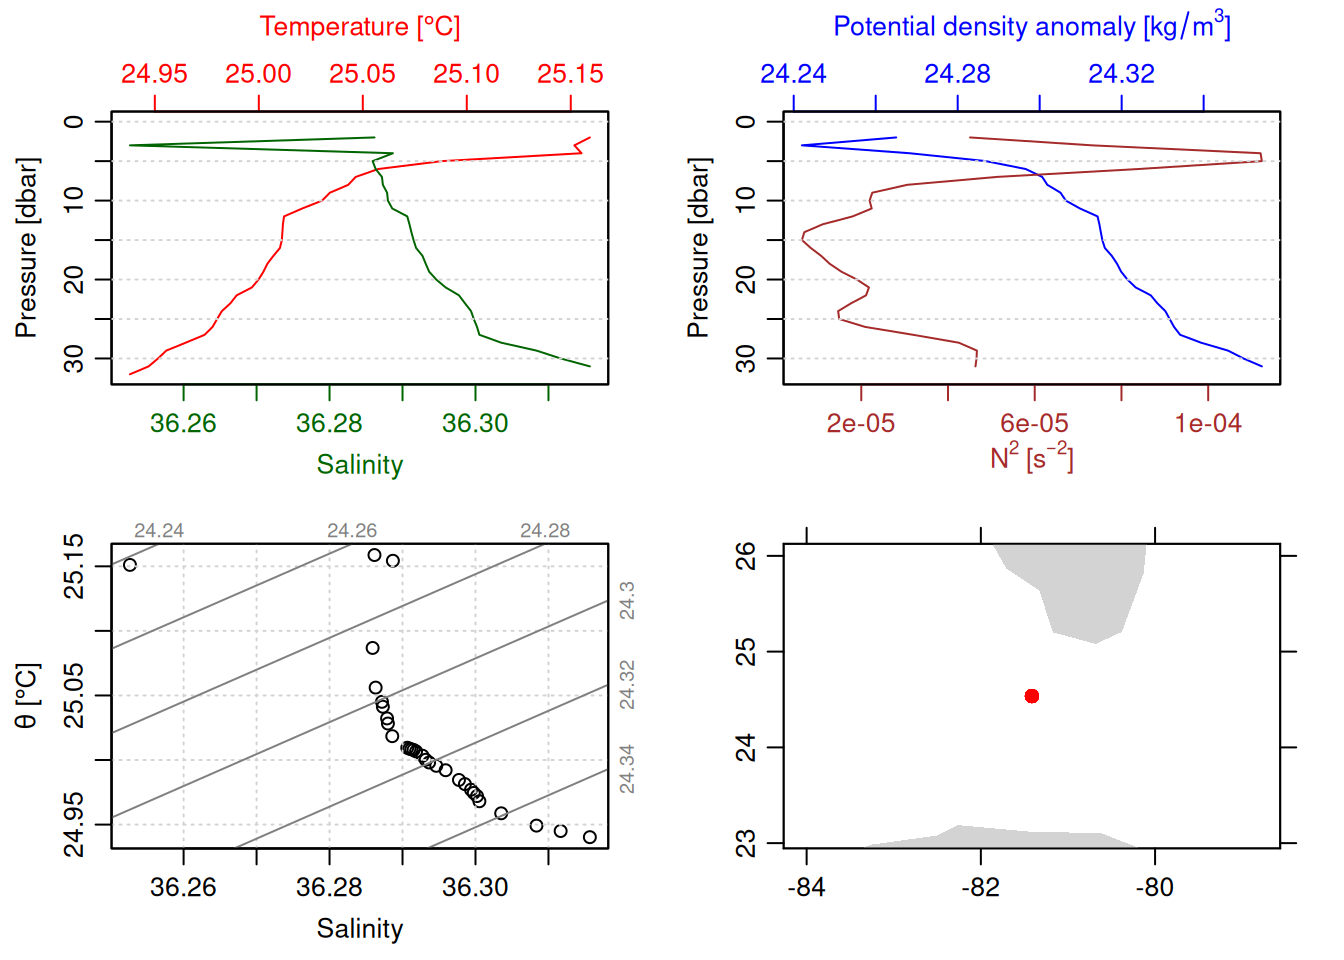 Temperature [°C]
24.95 25.00 25.05 25.10 25.15
Pressure [dbar]
0
10
20
30
36.26 36.28 36.30
Salinity
Potential density anomaly [kg/m³]
24.24 24.28 24.32
Pressure [dbar]
0
10
20
30
2e-05 6e-05 1e-04
N² [s⁻²]
24.24 24.26 24.28
24.3
24.32
24.34
θ [°C]
25.15
25.05
24.95
36.26 36.28 36.30
Salinity
26
25
24
23
-84 -82 -80